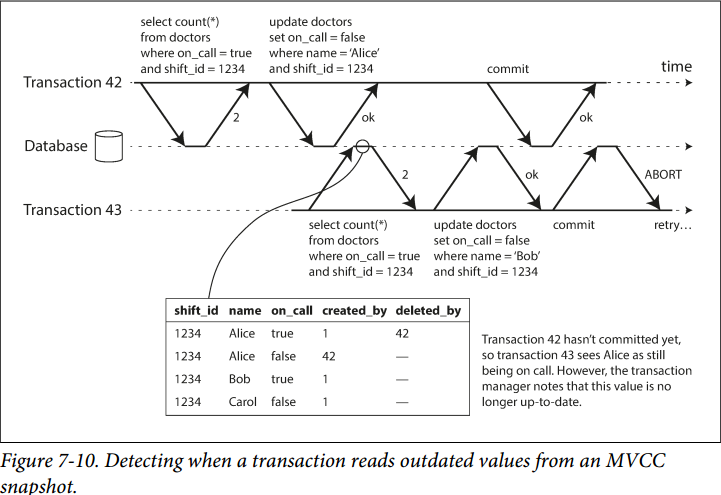 select count(*)
from doctors
where on_call = true
and shift_id = 1234
update doctors
set on_call = false
where name = ‘Alice’
and shift_id = 1234
commit
time
Transaction 42
2
ok
ok
Database
2
ok
ABORT
Transaction 43
select count(*)
from doctors
where on_call = true
and shift_id = 1234
update doctors
set on_call = false
where name = ‘Bob’
and shift_id = 1234
commit
retry...
shift_id name on_call created_by deleted_by
1234 Alice true 1 42
1234 Alice false 42 —
1234 Bob true 1 —
1234 Carol false 1 —
Transaction 42 hasn’t committed yet,
so transaction 43 sees Alice as still
being on call. However, the transaction
manager notes that this value is no
longer up-to-date.
Figure 7-10. Detecting when a transaction reads outdated values from an MVCC
snapshot.